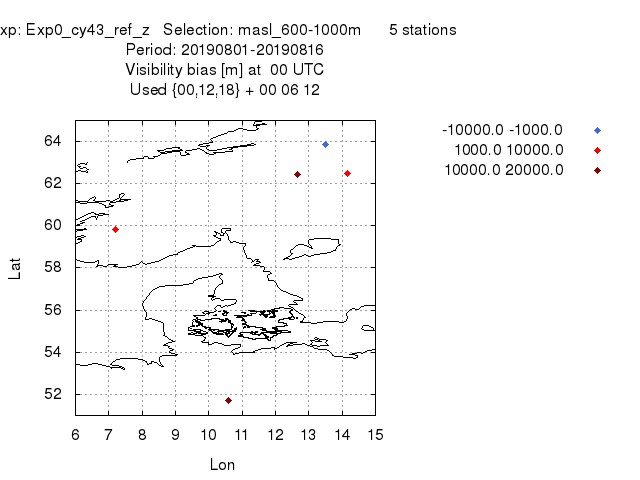 xp: Exp0_cy43_ref_z Selection: masl_600-1000m 5 stations
Period: 20190801-20190816
Visibility bias [m] at 00 UTC
Used {00,12,18} + 00 06 12
-10000.0 -1000.0
1000.0 10000.0
10000.0 20000.0
64
62
60
58
56
54
52
Lat
6 7 8 9 10 11 12 13 14 15
Lon